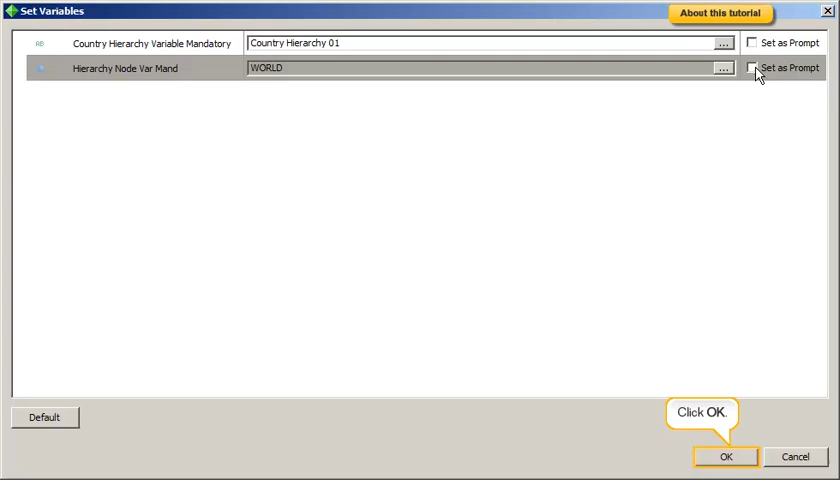 Set Variables
About this tutorial
Country Hierarchy Variable Mandatory
Country Hierarchy 01
...
Set as Prompt
Hierarchy Node Var Mand
WORLD
...
Set as Prompt
Default
Click OK.
OK
Cancel